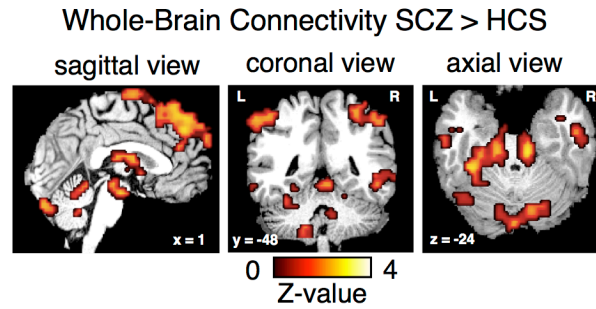 Whole-Brain Connectivity SCZ > HCS
sagittal view
coronal view
axial view
L
R
L
R
x = 1
y = -48
z = -24
0
4
Z-value